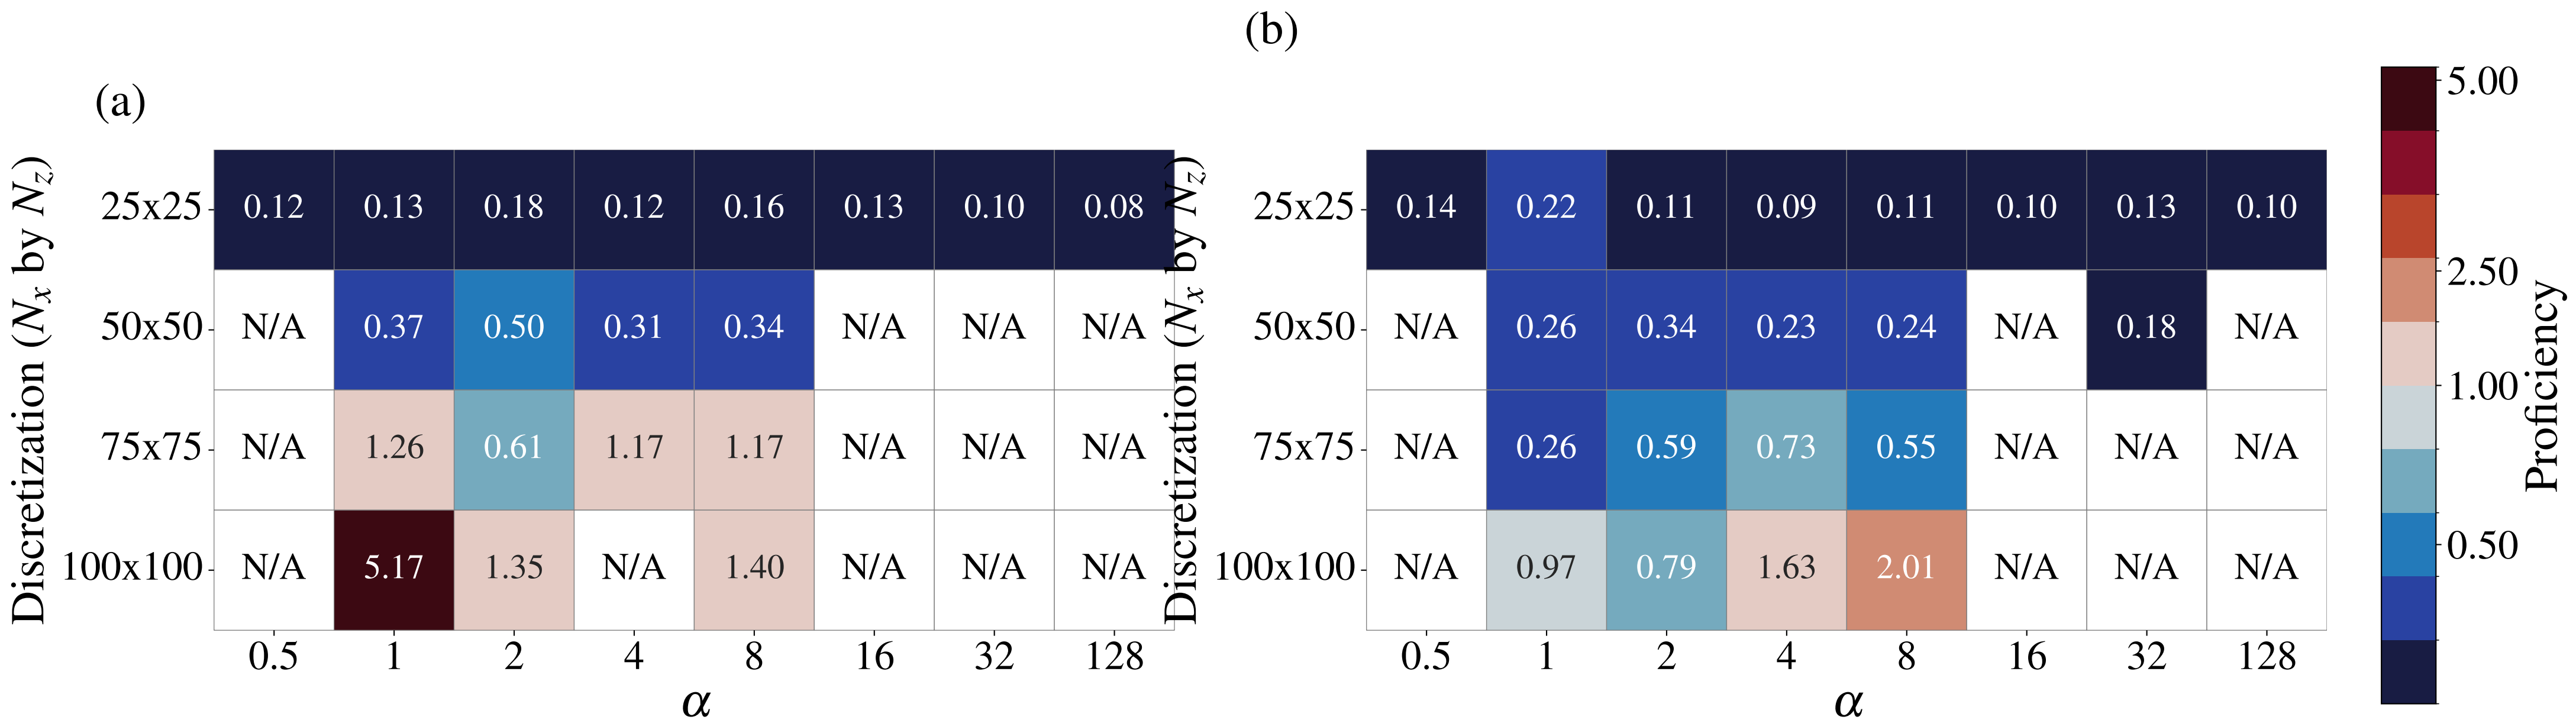 (a)
Discretization (Nx by Nz)
25x25 0.12 0.13 0.18 0.12 0.16 0.13 0.10 0.08
50x50 N/A 0.37 0.50 0.31 0.34 N/A N/A N/A
75x75 N/A 1.26 0.61 1.17 1.17 N/A N/A N/A
100x100 N/A 5.17 1.35 N/A 1.40 N/A N/A N/A
0.5 1 2 4 8 16 32 128
α
(b)
Discretization (Nx by Nz)
25x25 0.14 0.22 0.11 0.09 0.11 0.10 0.13 0.10
50x50 N/A 0.26 0.34 0.23 0.24 N/A 0.18 N/A
75x75 N/A 0.26 0.59 0.73 0.55 N/A N/A N/A
100x100 N/A 0.97 0.79 1.63 2.01 N/A N/A N/A
0.5 1 2 4 8 16 32 128
α
5.00
2.50
1.00
0.50
Proficiency